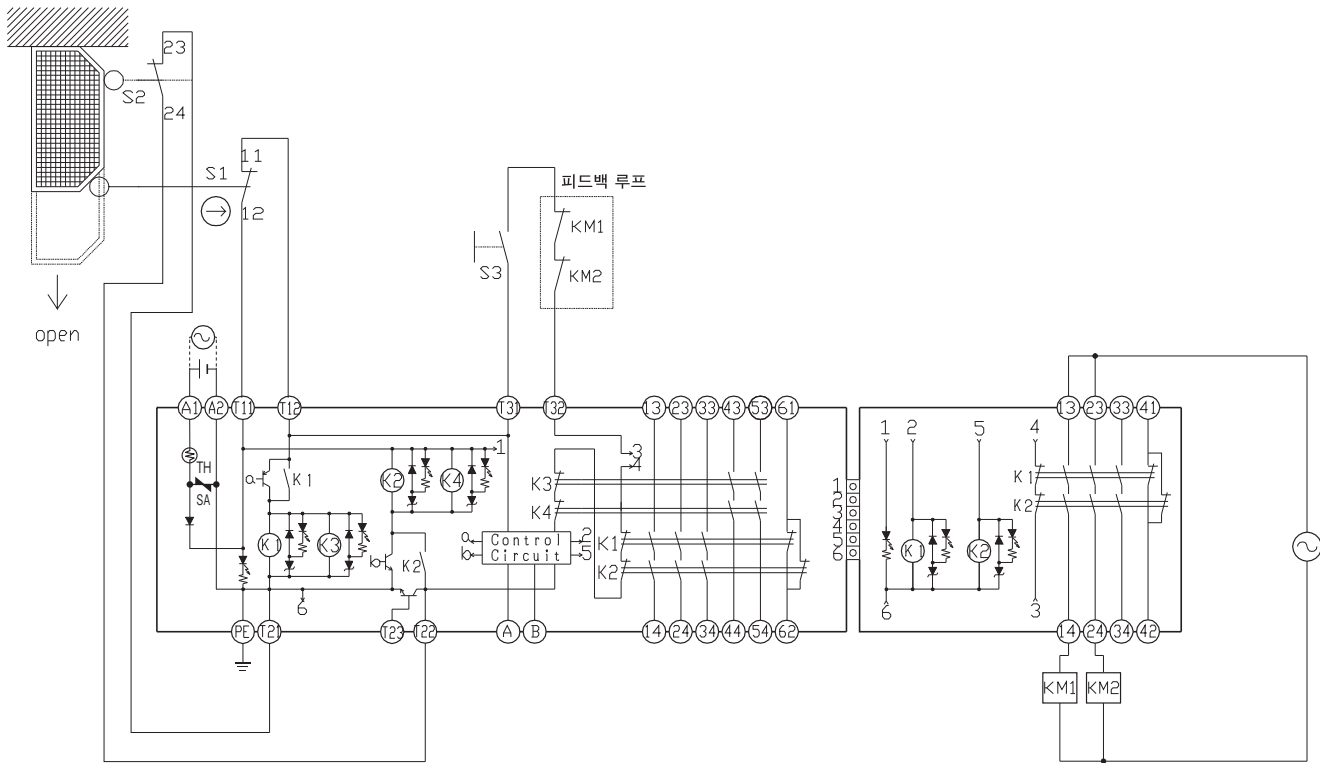 23
S2
24
11
S1
12
open
피드백 루프
KM1
KM2
S3
A1 A2 T11 T12 T31 T32 13 23 33 43 53 61
13 23 33 41
TH
SA
a
K1
K2
K4
1
3
4
K3
K4
K1
K3
b
K2
a
b
Control
Circuit
2
5
K1
K2
6
1
2
3
4
5
6
1 2 5 4
K1
K2
K1
K2
6
3
PE T21 T23 T22 A B 14 24 34 44 54 62
14 24 34 42
KM1 KM2